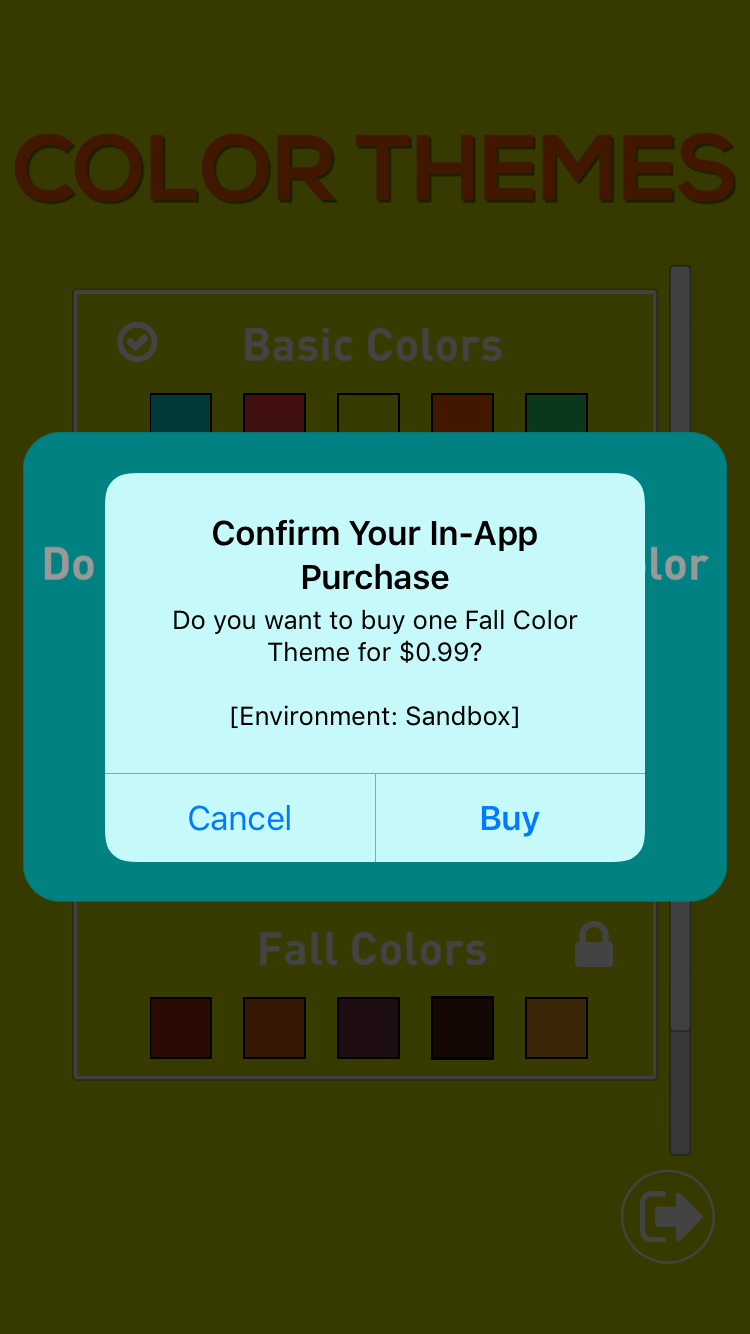 COLOR THEMES
Basic Colors
Do
lor
Confirm Your In-App
Purchase
Do you want to buy one Fall Color
Theme for $0.99?
[Environment: Sandbox]
Cancel
Buy
Fall Colors